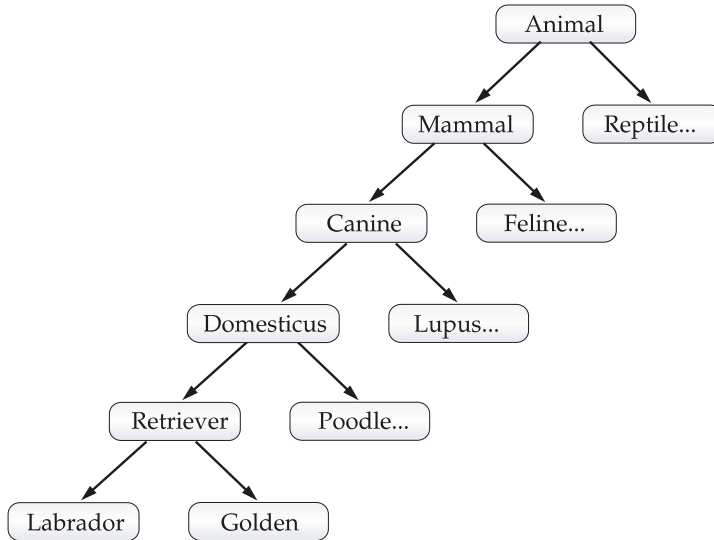 Animal
Mammal
Reptile...
Canine
Feline...
Domesticus
Lupus...
Retriever
Poodle...
Labrador
Golden